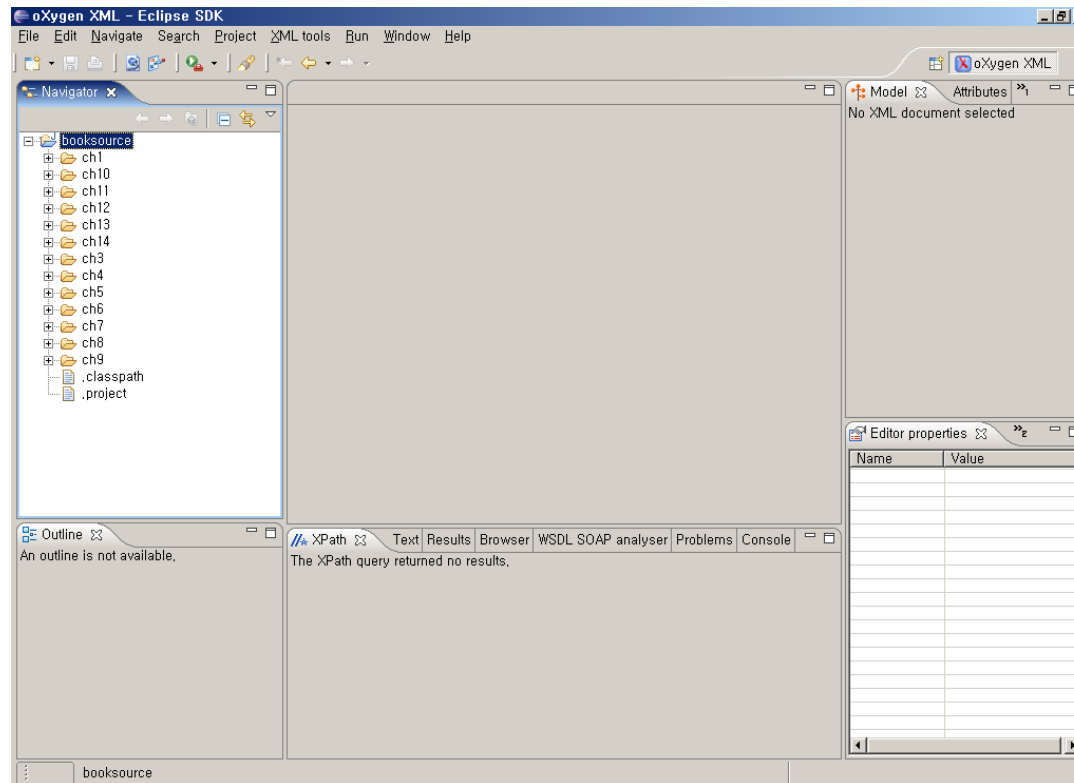 oXygen XML - Eclipse SDK
File Edit Navigate Search Project XML tools Run Window Help
oXygen XML
Navigator
booksource
ch1
ch10
ch11
ch12
ch13
ch14
ch3
ch4
ch5
ch6
ch7
ch8
ch9
.classpath
.project
Outline
An outline is not available.
XPath Text Results Browser WSDL SOAP analyser Problems Console
The XPath query returned no results.
Model Attributes »1
No XML document selected
Editor properties »2
Name Value
booksource